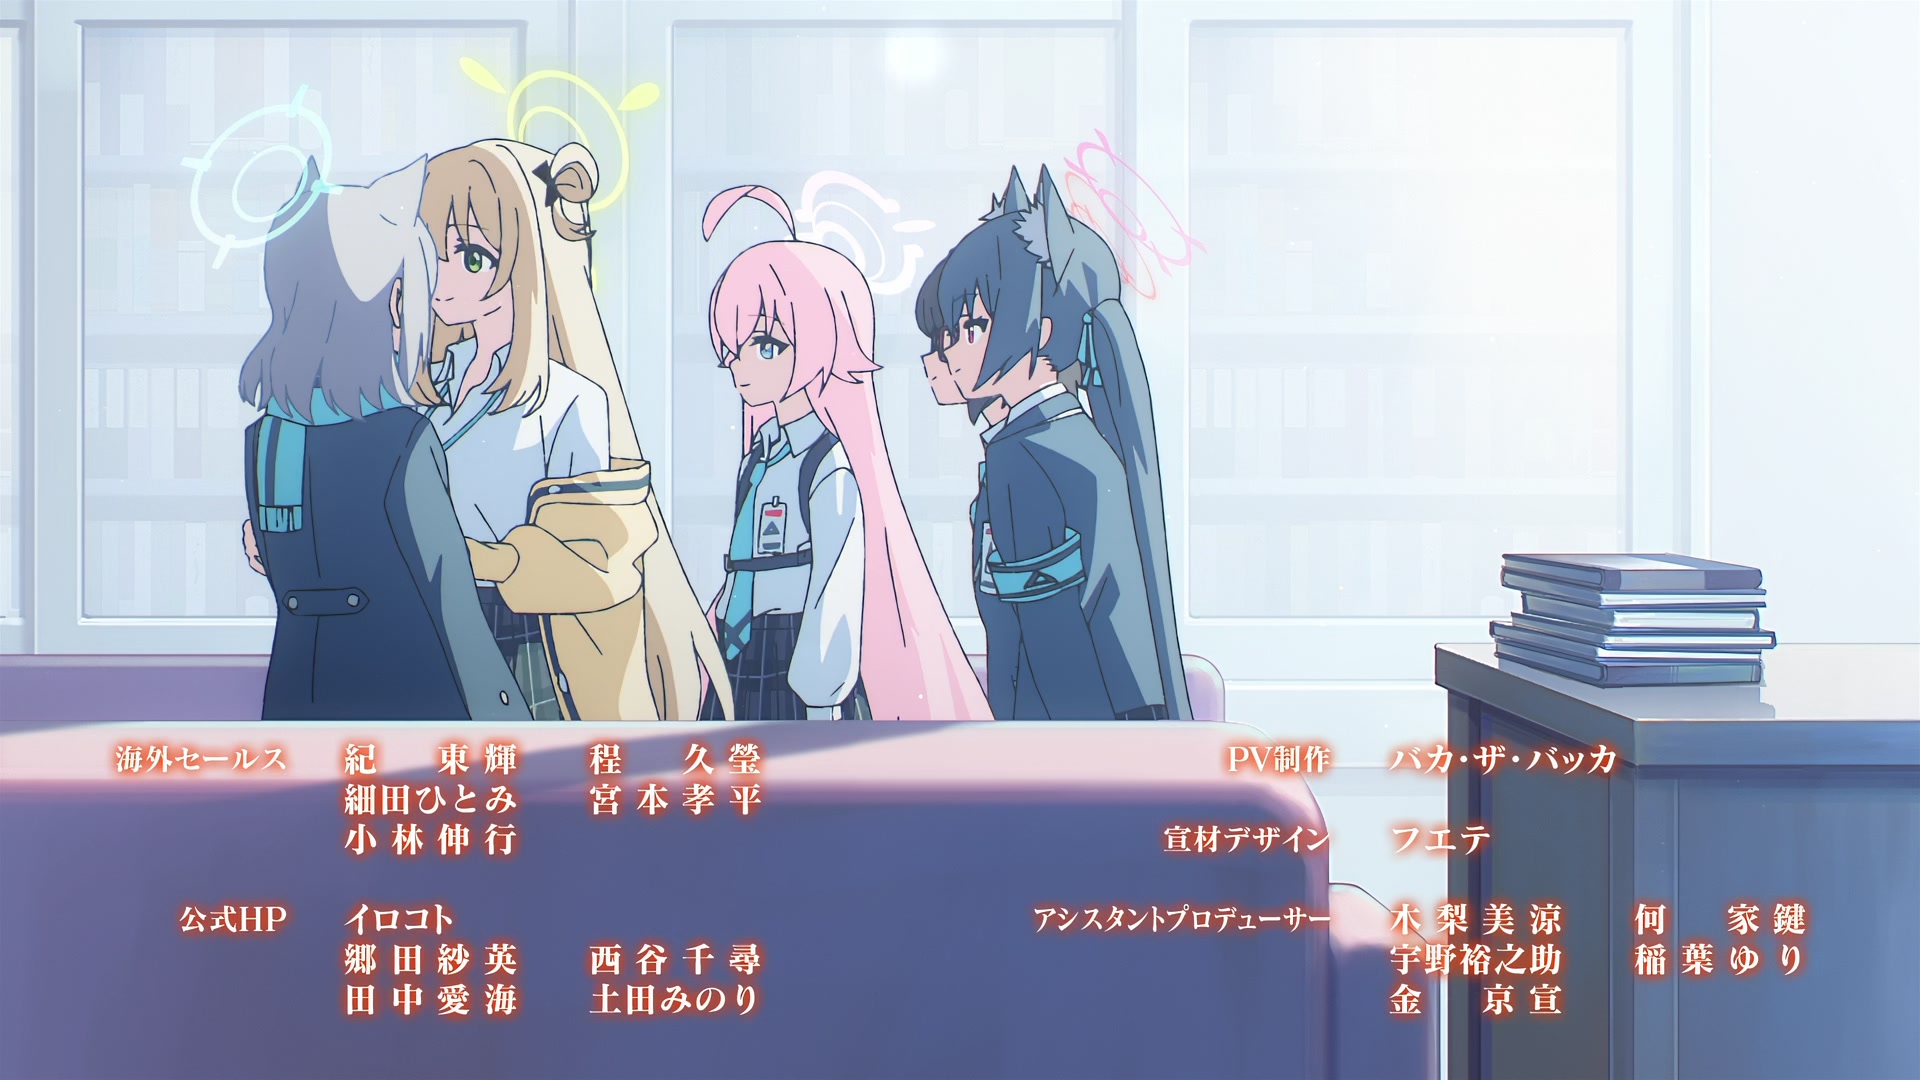 海外セールス 紀 東輝 程 久瑩
細田ひとみ 宮本孝平
小林伸行
公式HP イロコト
郷田紗英 西谷千尋
田中愛海 土田みのり
PV制作 バカ・ザ・バッカ
宣材デザイン フエテ
アシスタントプロデューサー 木梨美涼 何 家鍵
宇野裕之助 稲葉ゆり
金 京宣